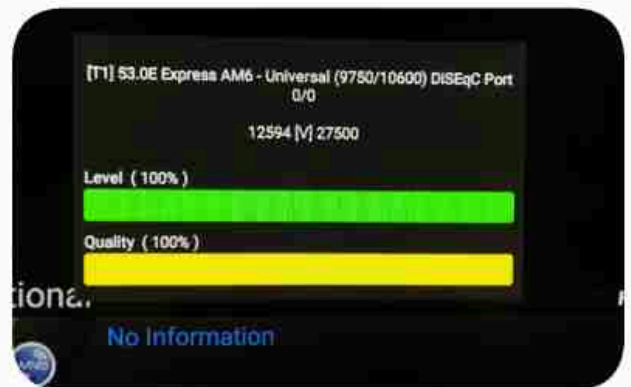 [T1] 53.0E Express AM6 - Universal (9750/10600) DiSEqC Port
0/0
12594 [V] 27500
Level ( 100% )
Quality ( 100% )
No Information